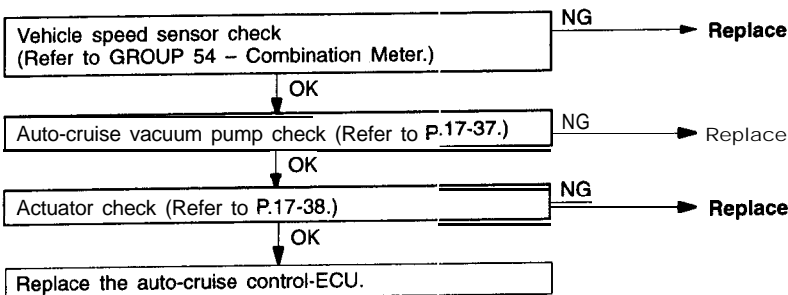 Vehicle speed sensor check
(Refer to GROUP 54 – Combination Meter.)
NG
Replace
OK
Auto-cruise vacuum pump check (Refer to P.17-37.)
NG
Replace
OK
Actuator check (Refer to P.17-38.)
NG
Replace
OK
Replace the auto-cruise control-ECU.